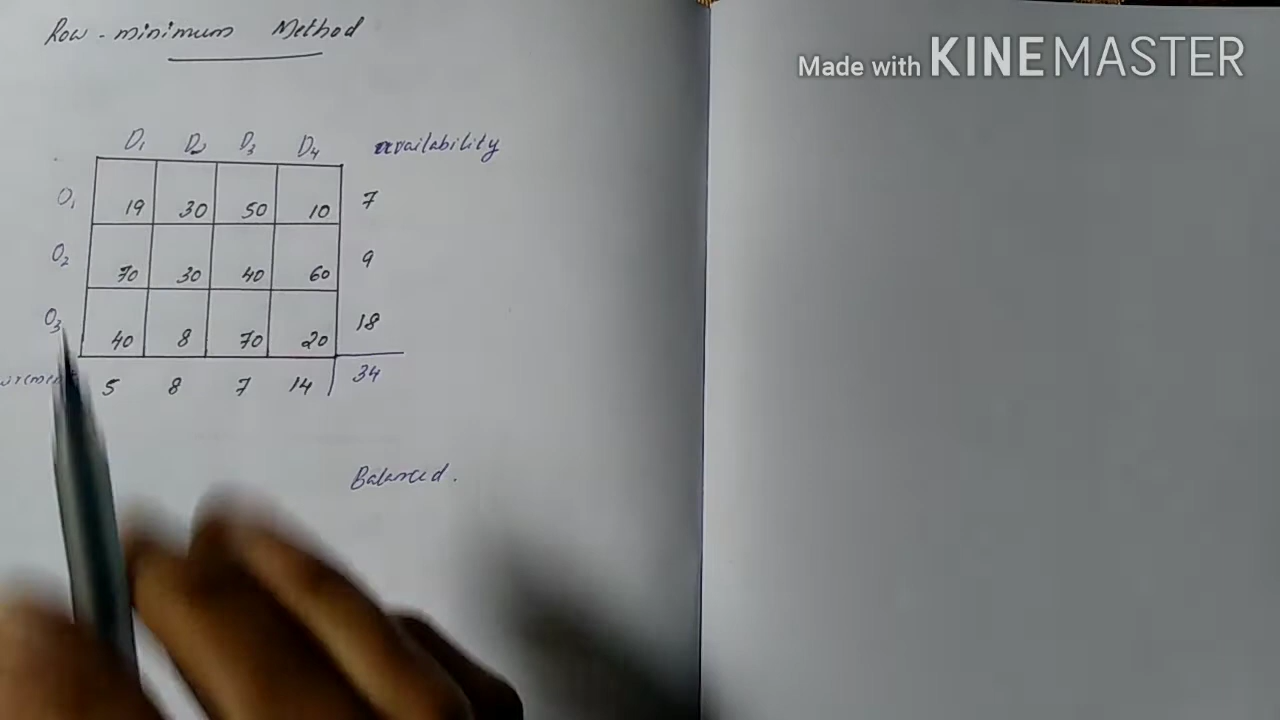 Row - minimum Method
Made with KINEMASTER
D1 D2 D3 D4 availability
O1 19 30 50 10 7
O2 70 30 40 60 9
O3 40 8 70 20 18
5 8 7 14 34
Balanced.